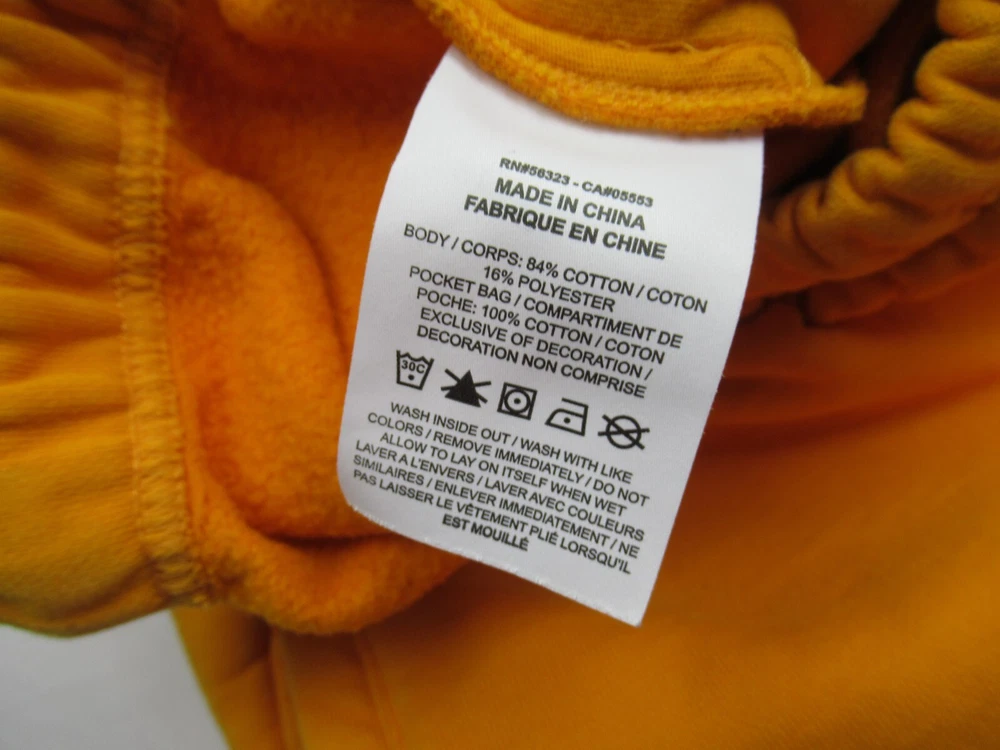 RN#56323 - CA#05553
MADE IN CHINA
FABRIQUE EN CHINE
BODY / CORPS: 84% COTTON / COTON
16% POLYESTER
POCKET BAG / COMPARTIMENT DE
POCHE: 100% COTTON / COTON
EXCLUSIVE OF DECORATION /
DECORATION NON COMPRISE
30C
WASH INSIDE OUT / WASH WITH LIKE
COLORS / REMOVE IMMEDIATELY / DO NOT
ALLOW TO LAY ON ITSELF WHEN WET
LAVER A L'ENVERS / LAVER AVEC COULEURS
SIMILAIRES / ENLEVER IMMEDIATEMENT / NE
PAS LAISSER LE VÊTEMENT PLIÉ LORSQU'IL
EST MOUILLÉ